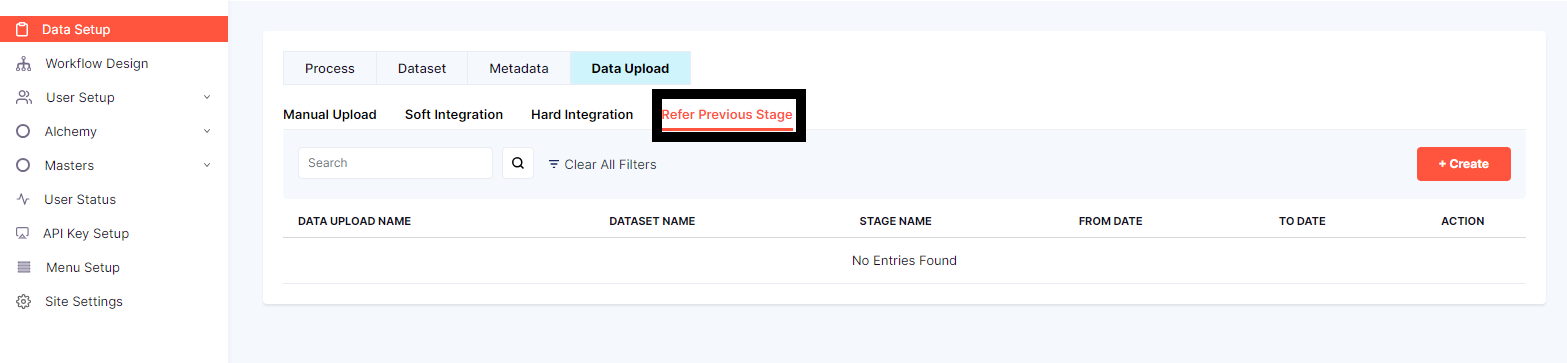 Data Setup
Workflow Design
User Setup
Alchemy
Masters
User Status
API Key Setup
Menu Setup
Site Settings
Process Dataset Metadata Data Upload
Manual Upload Soft Integration Hard Integration Refer Previous Stage
Search Clear All Filters + Create
DATA UPLOAD NAME DATASET NAME STAGE NAME FROM DATE TO DATE ACTION
No Entries Found